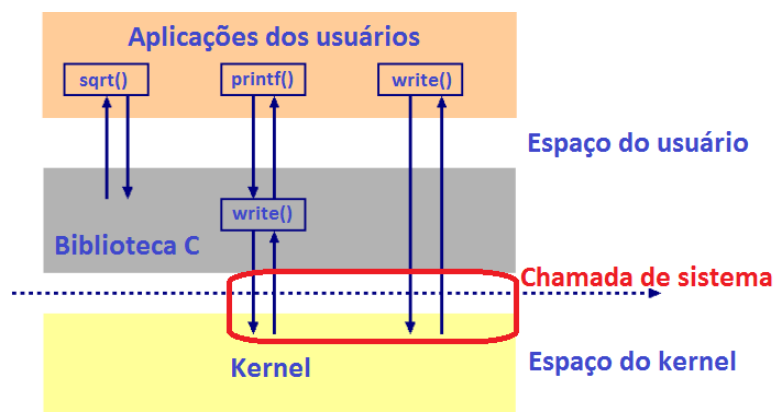 Aplicações dos usuários
sqrt()
printf()
write()
Espaço do usuário
write()
Biblioteca C
Chamada de sistema
Kernel
Espaço do kernel